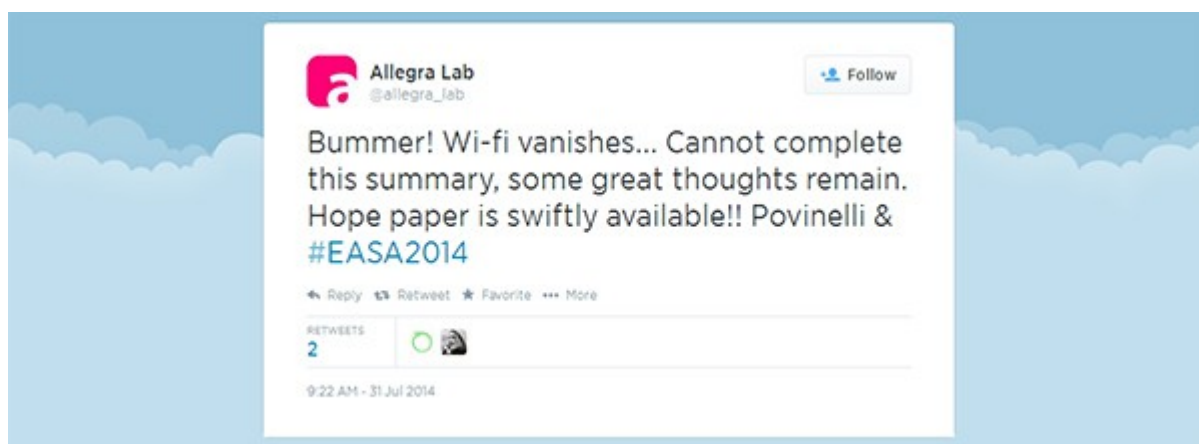 Allegra Lab
@allegra_lab
Follow
Bummer! Wi-fi vanishes... Cannot complete
this summary, some great thoughts remain.
Hope paper is swiftly available!! Povinelli &
#EASA2014
Reply Retweet Favorite ••• More
RETWEETS
2
9:22 AM - 31 Jul 2014